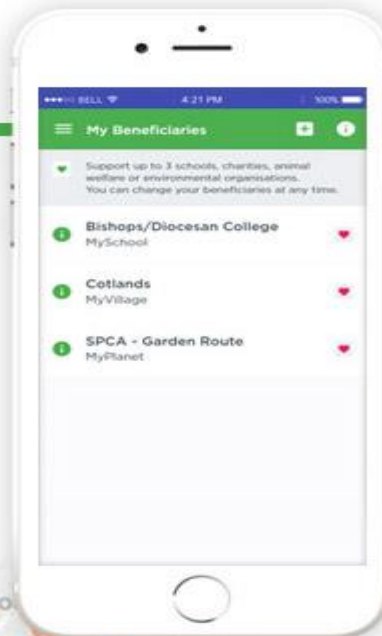 BELL 4:21 PM 100%
My Beneficiaries
Support up to 3 schools, charities, animal
welfare or environmental organisations.
You can change your beneficiaries at any time.
Bishops/Diocesan College
MySchool
Cotlands
MyVillage
SPCA - Garden Route
MyPlanet